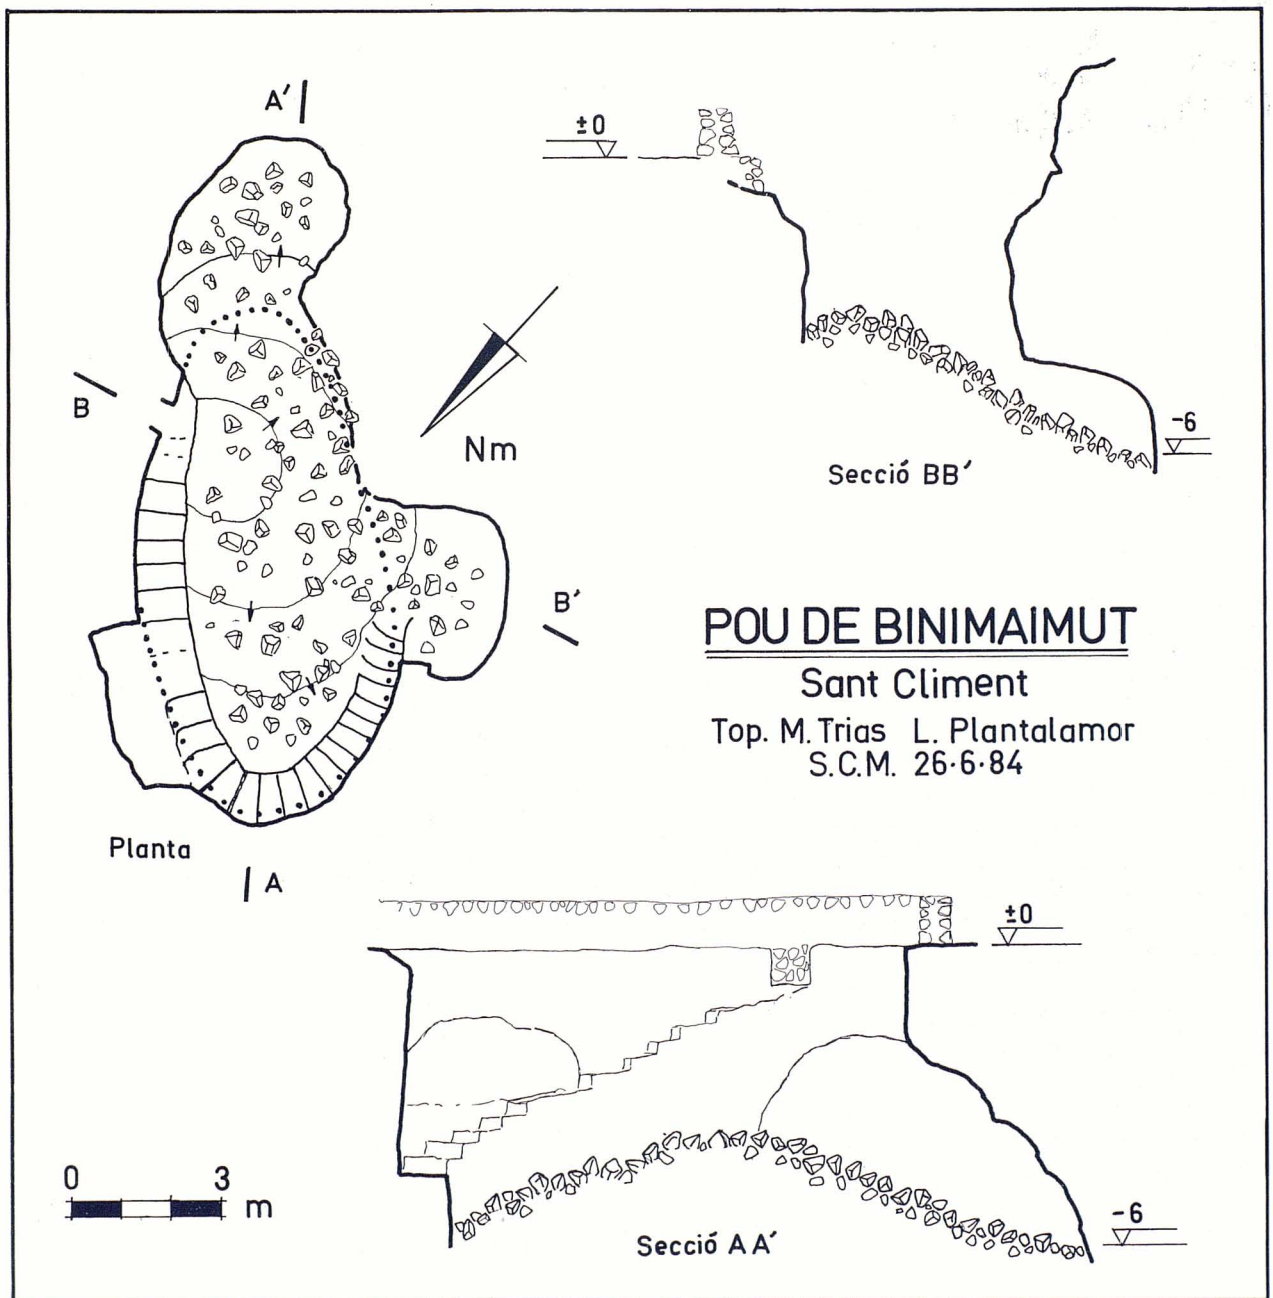 A′
±0
B
Nm
-6
Secció BB′
B′
POU DE BINIMAIMUT
Sant Climent
Top. M. Trias L. Plantalamor
S.C.M. 26·6·84
Planta
A
±0
0 3
m
-6
Secció AA′